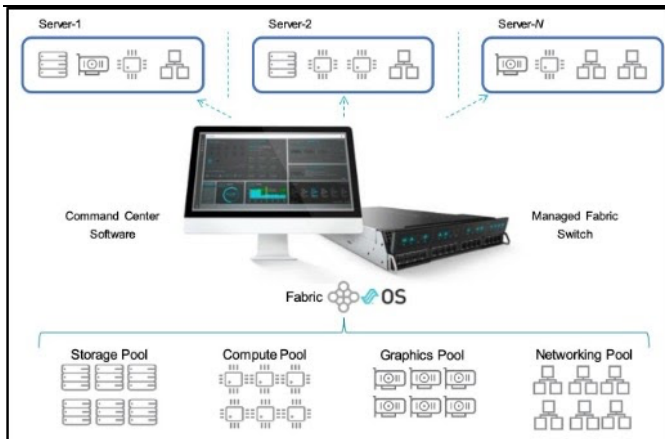 Server-1
Server-2
Server-N
Command Center
Software
Managed Fabric
Switch
Fabric OS
Storage Pool
Compute Pool
Graphics Pool
Networking Pool